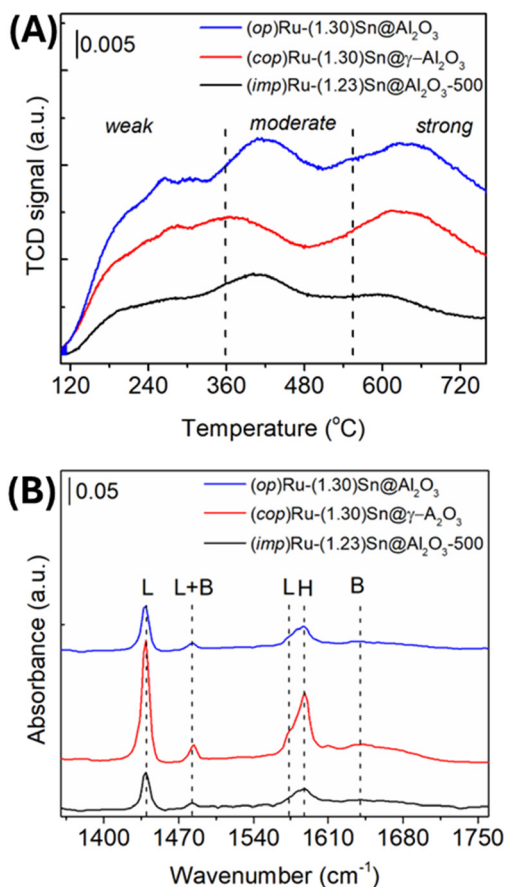 (A)
0.005
(op)Ru-(1.30)Sn@Al₂O₃
(cop)Ru-(1.30)Sn@γ–Al₂O₃
(imp)Ru-(1.23)Sn@Al₂O₃-500
weak moderate strong
TCD signal (a.u.)
120 240 360 480 600 720
Temperature (°C)
(B)
0.05
(op)Ru-(1.30)Sn@Al₂O₃
(cop)Ru-(1.30)Sn@γ–A₂O₃
(imp)Ru-(1.23)Sn@Al₂O₃-500
L L+B L H B
Absorbance (a.u.)
1400 1470 1540 1610 1680 1750
Wavenumber (cm⁻¹)